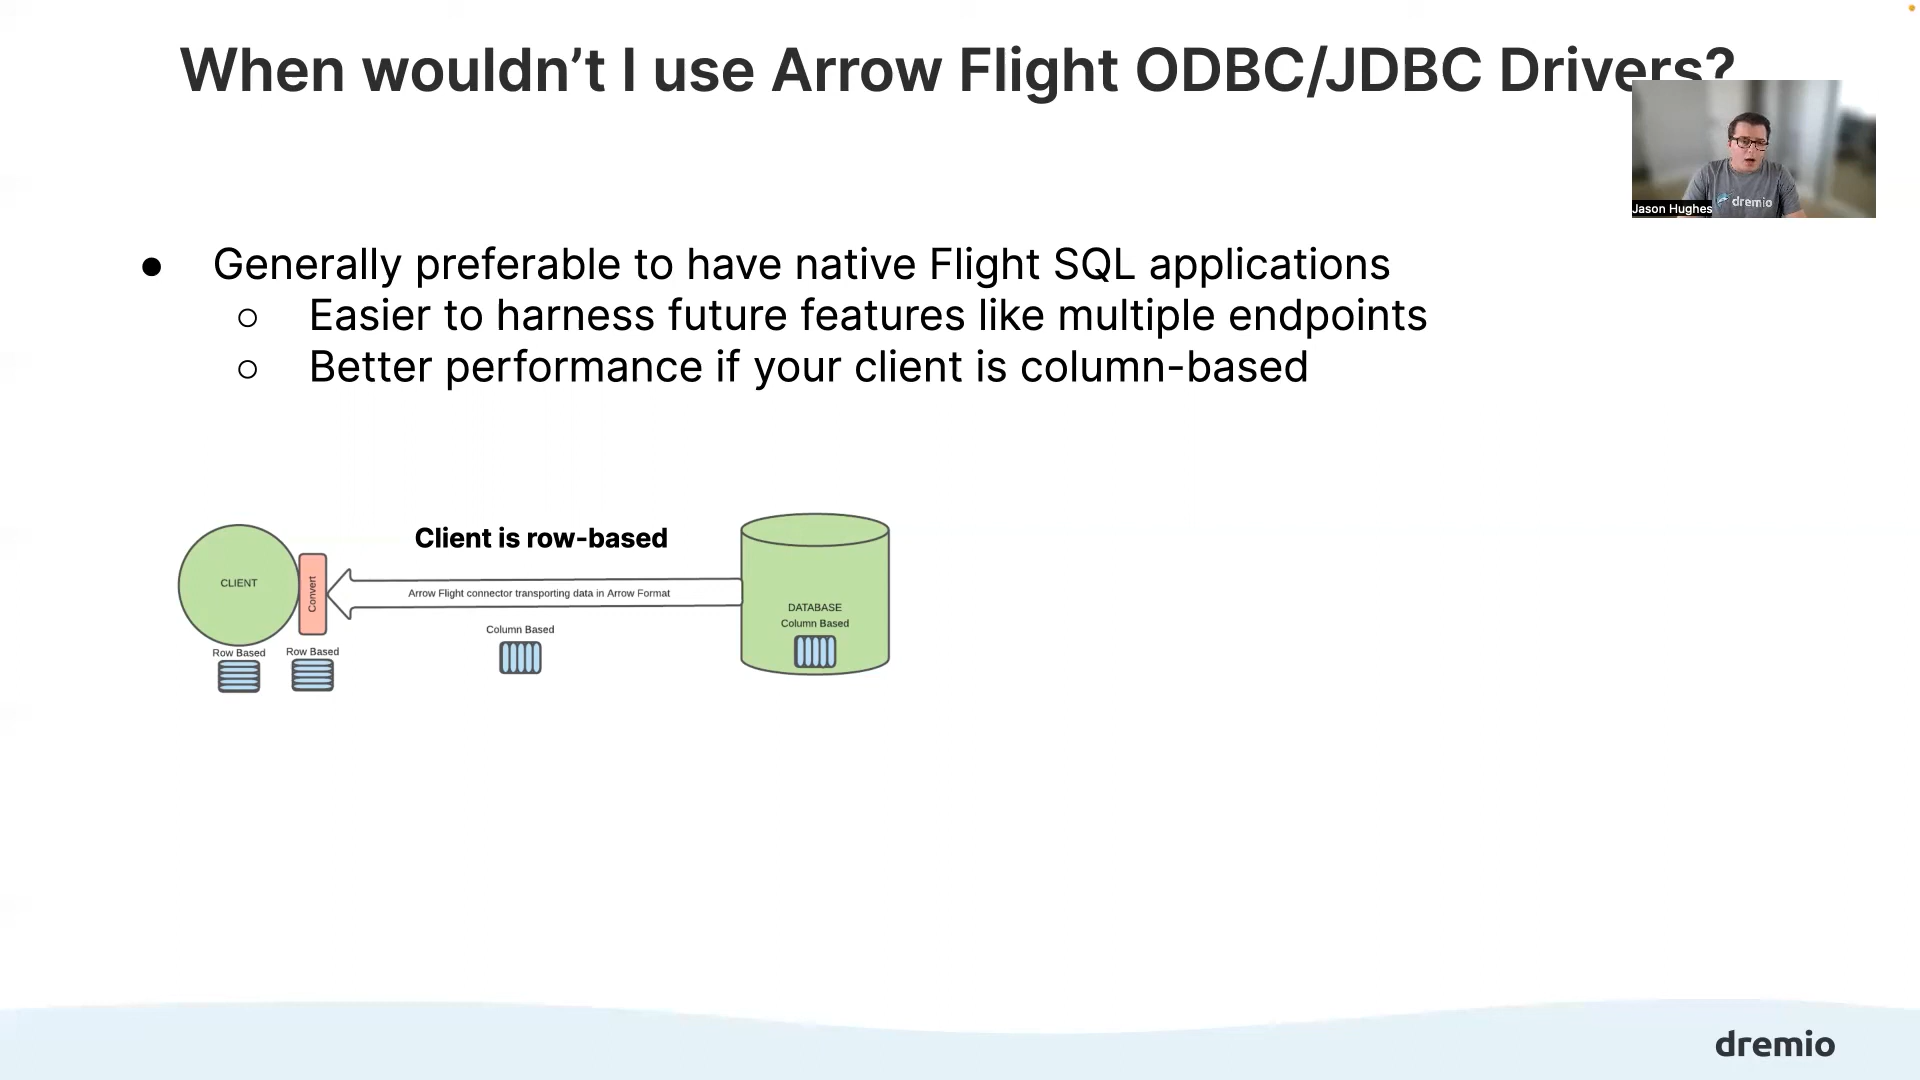 When wouldn’t I use Arrow Flight ODBC/JDBC Drivers?
dremio
Jason Hughes
● Generally preferable to have native Flight SQL applications
○ Easier to harness future features like multiple endpoints
○ Better performance if your client is column-based
Client is row-based
CLIENT
Convert
Arrow Flight connector transporting data in Arrow Format
DATABASE
Column Based
Column Based
Row Based
Row Based
dremio